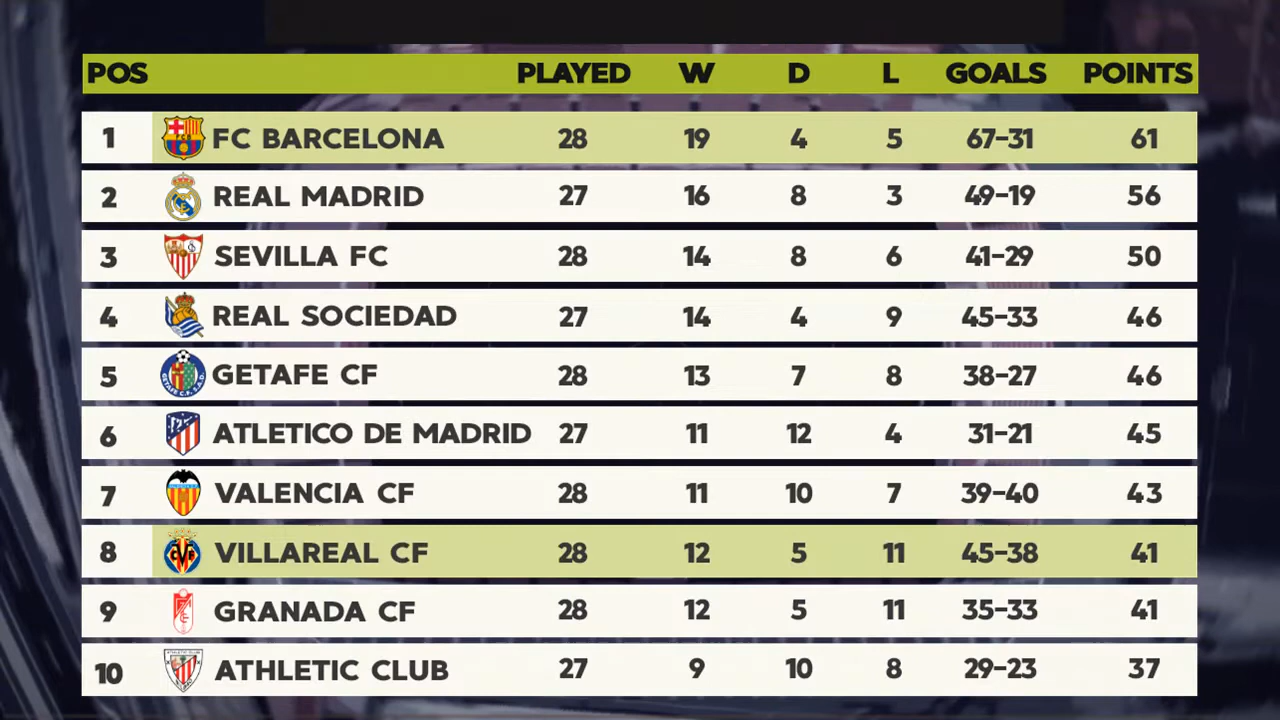 POS PLAYED W D L GOALS POINTS
1 FC BARCELONA 28 19 4 5 67-31 61
2 REAL MADRID 27 16 8 3 49-19 56
3 SEVILLA FC 28 14 8 6 41-29 50
4 REAL SOCIEDAD 27 14 4 9 45-33 46
5 GETAFE CF 28 13 7 8 38-27 46
6 ATLETICO DE MADRID 27 11 12 4 31-21 45
7 VALENCIA CF 28 11 10 7 39-40 43
8 VILLAREAL CF 28 12 5 11 45-38 41
9 GRANADA CF 28 12 5 11 35-33 41
10 ATHLETIC CLUB 27 9 10 8 29-23 37